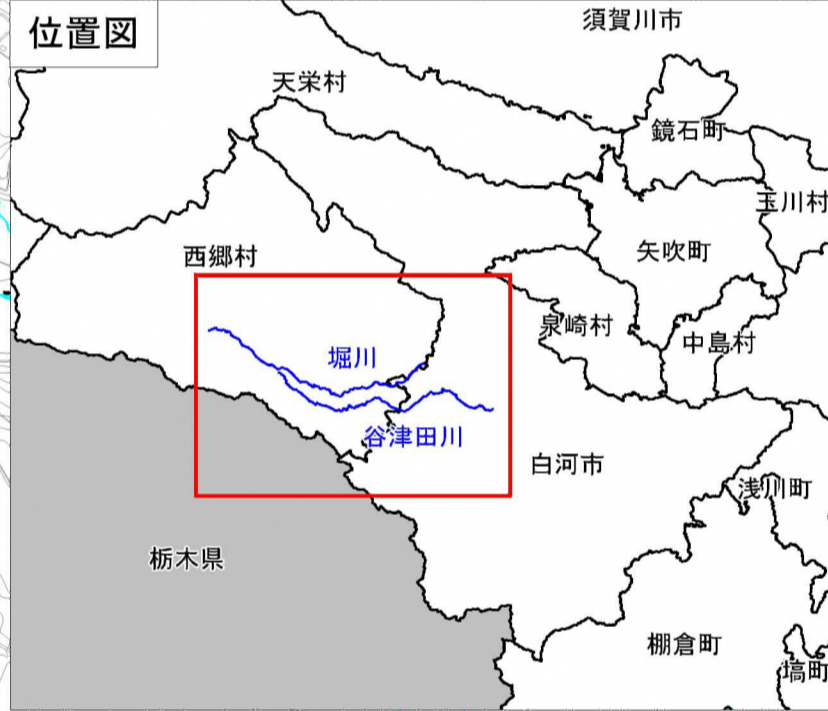 位置図
須賀川市
天栄村
鏡石町
玉川村
矢吹町
西郷村
泉崎村
中島村
堀川
谷津田川
白河市
浅川町
栃木県
棚倉町
塙町